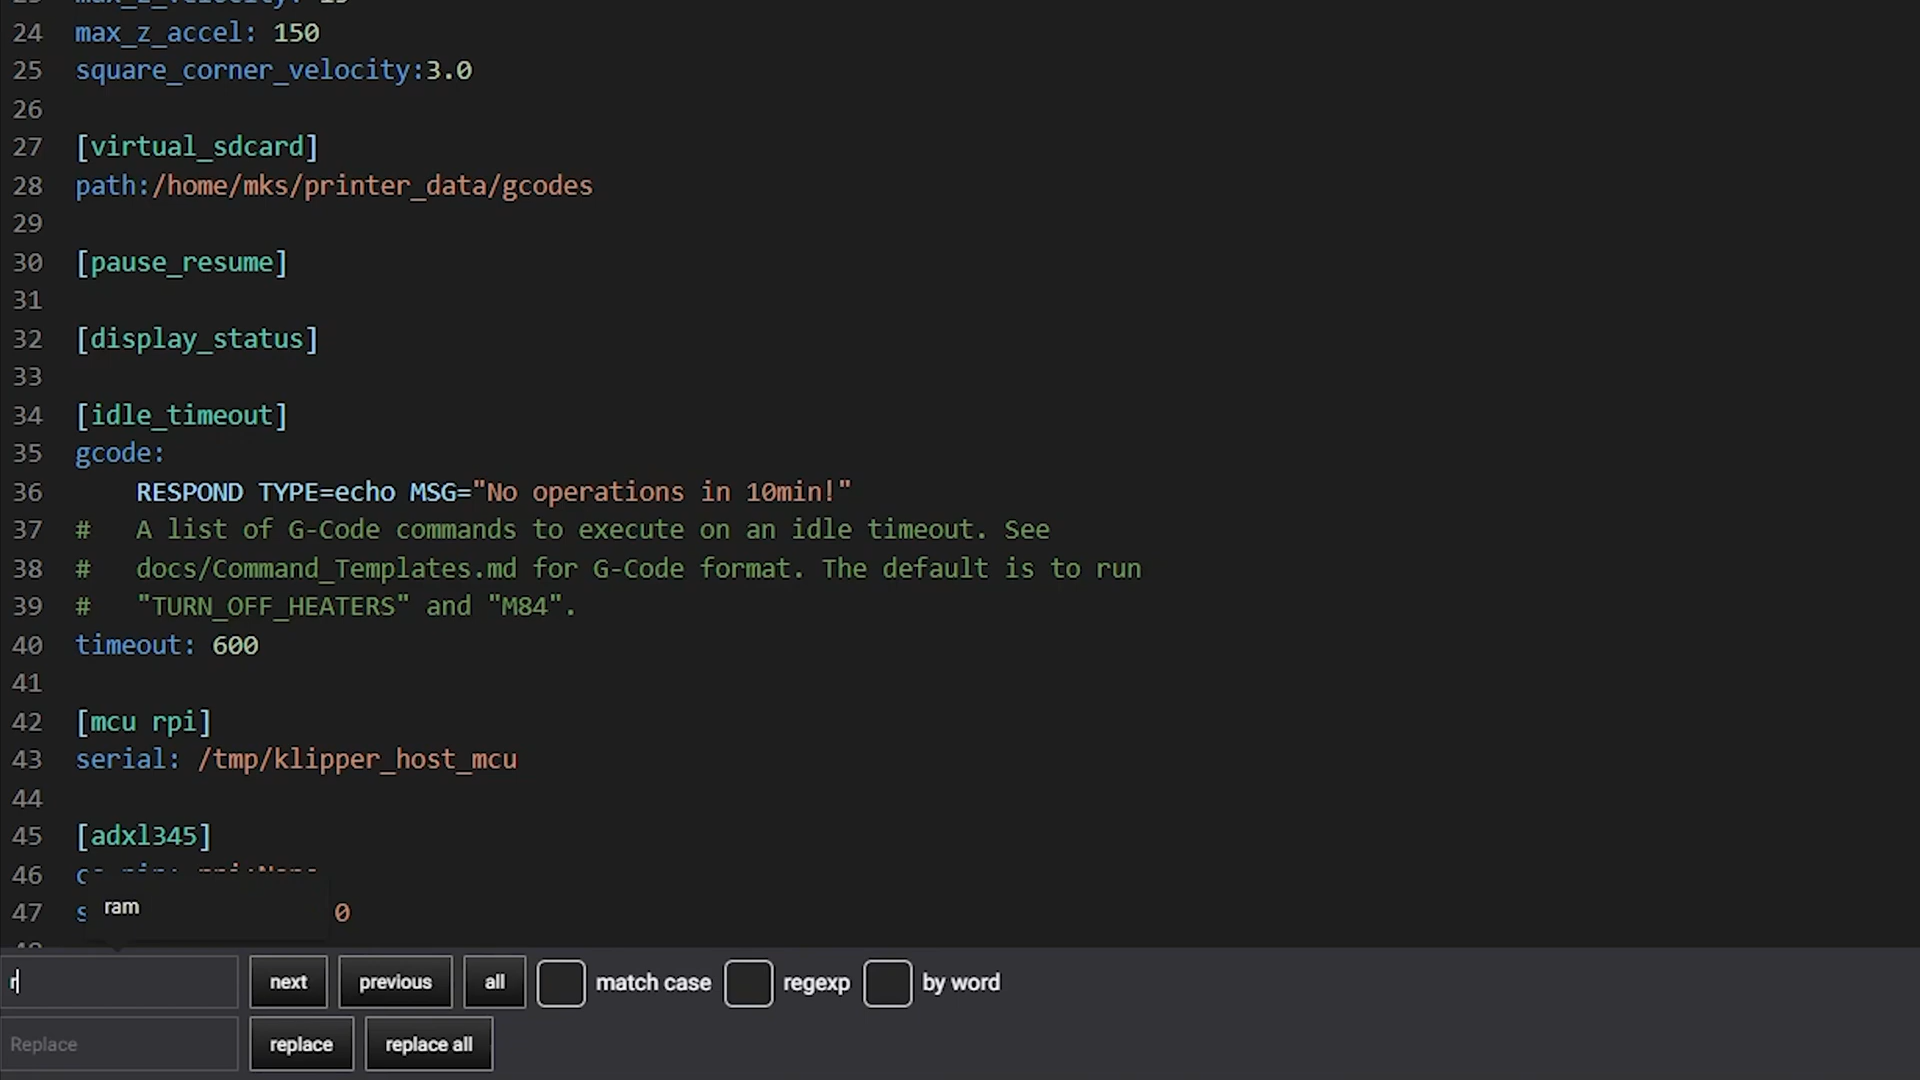 24 max_z_accel: 150
25 square_corner_velocity:3.0
26
27 [virtual_sdcard]
28 path:/home/mks/printer_data/gcodes
29
30 [pause_resume]
31
32 [display_status]
33
34 [idle_timeout]
35 gcode:
36 RESPOND TYPE=echo MSG="No operations in 10min!"
37 # A list of G-Code commands to execute on an idle timeout. See
38 # docs/Command_Templates.md for G-Code format. The default is to run
39 # "TURN_OFF_HEATERS" and "M84".
40 timeout: 600
41
42 [mcu rpi]
43 serial: /tmp/klipper_host_mcu
44
45 [adxl345]
46
ram
47 s 0
r next previous all match case regexp by word
Replace replace replace all